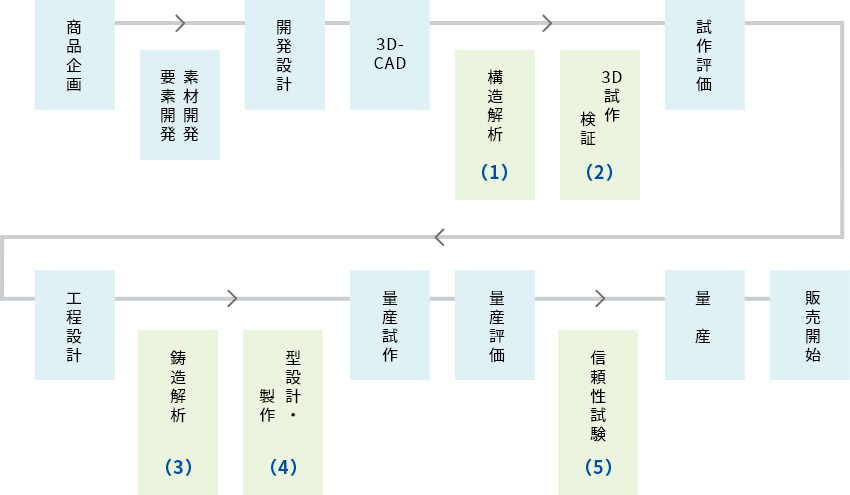 商品企画
素材開発
要素開発
開発設計
3D-
CAD
構造解析
（1）
3D試作
検証
（2）
試作評価
工程設計
鋳造解析
（3）
型設計・
製作
（4）
量産試作
量産評価
信頼性試験
（5）
量　産
販売開始